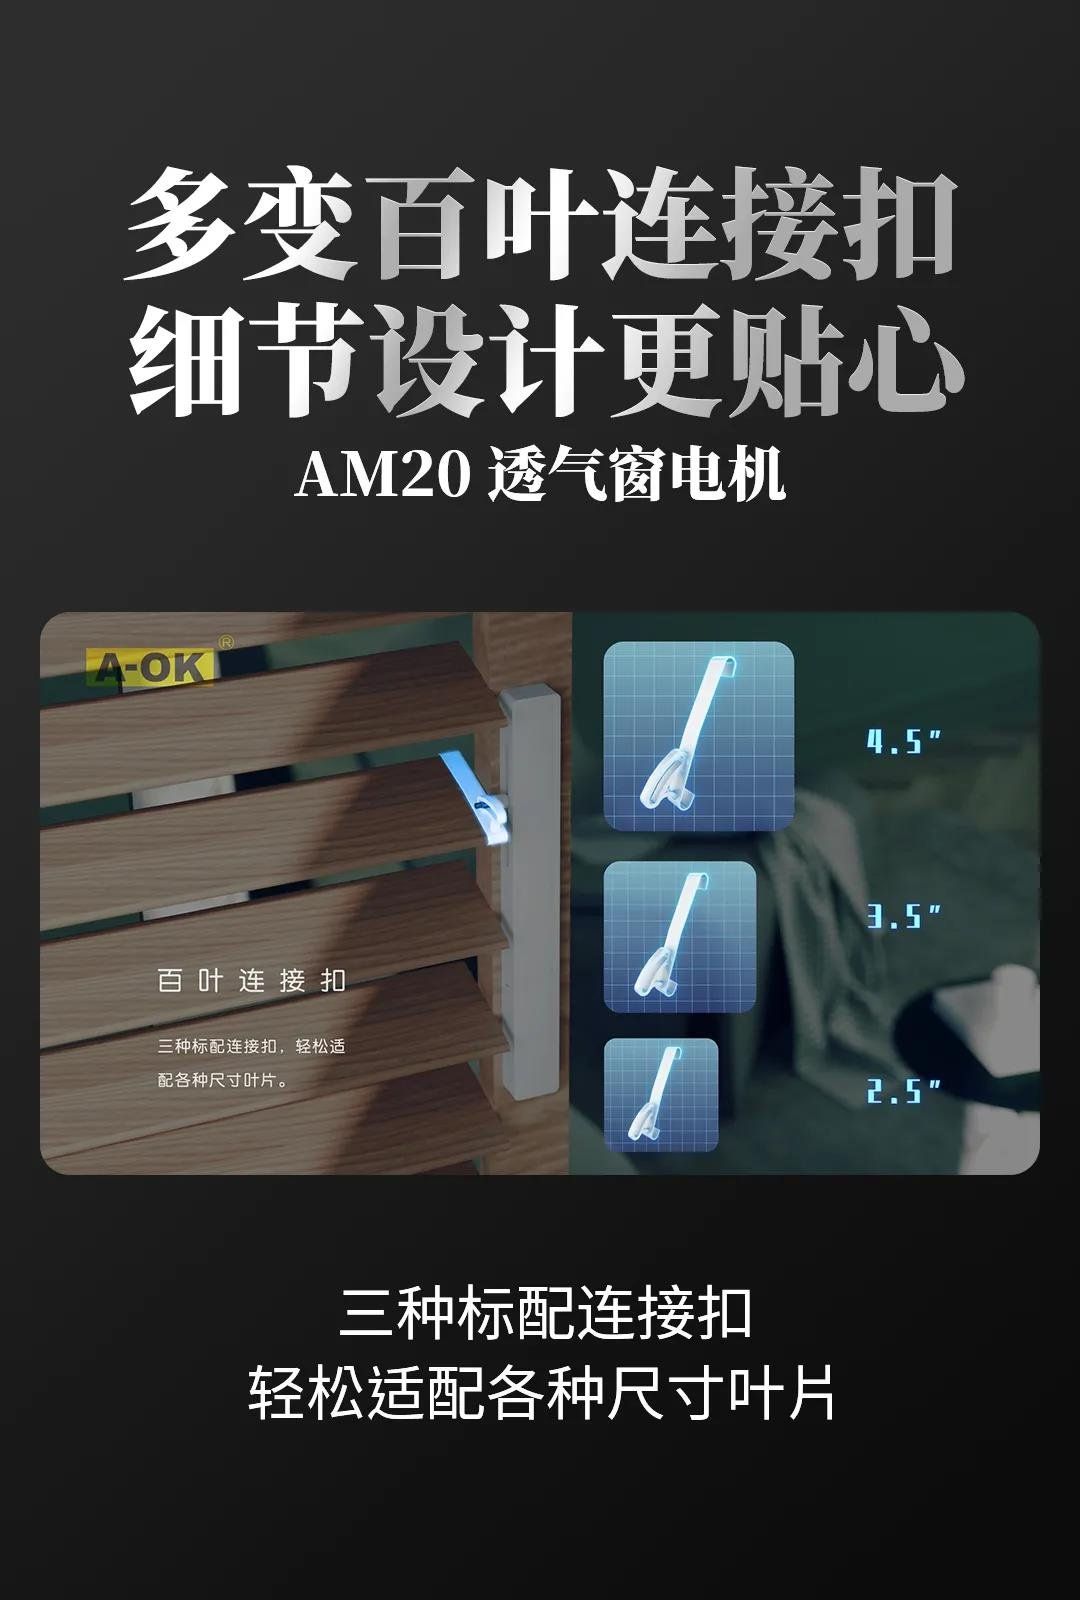 多变百叶连接扣
细节设计更贴心
AM20 透气窗电机
A-OK®
百叶连接扣
三种标配连接扣，轻松适
配各种尺寸叶片。
4.5"
3.5"
2.5"
三种标配连接扣
轻松适配各种尺寸叶片